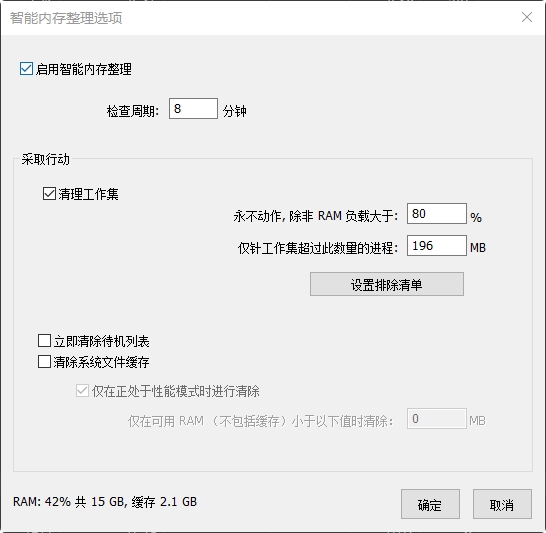 智能内存整理选项
启用智能内存整理
检查周期: 8 分钟
采取行动
清理工作集
永不动作, 除非 RAM 负载大于: 80 %
仅针工作集超过此数量的进程: 196 MB
设置排除清单
立即清除待机列表
清除系统文件缓存
仅在正处于性能模式时进行清除
仅在可用 RAM （不包括缓存）小于以下值时清除: 0 MB
RAM: 42% 共 15 GB, 缓存 2.1 GB
确定
取消